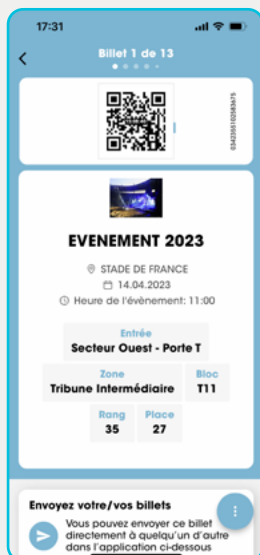 17:31
Billet 1 de 13
0342355102583675
EVENEMENT 2023
STADE DE FRANCE
14.04.2023
Heure de l'évènement: 11:00
Entrée
Secteur Ouest - Porte T
Zone
Tribune Intermédiaire
Bloc
T11
Rang
35
Place
27
Envoyez votre/vos billets
Vous pouvez envoyer ce billet
directement à quelqu'un d'autre
dans l'application ci-dessous